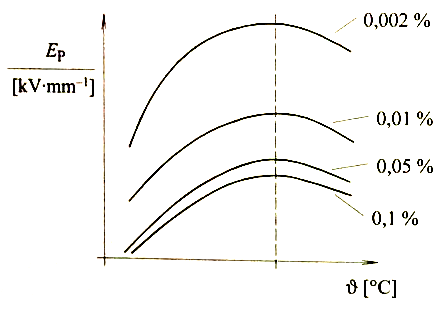 0,002 %
E_P
[kV·mm⁻¹]
0,01 %
0,05 %
0,1 %
ϑ [°C]